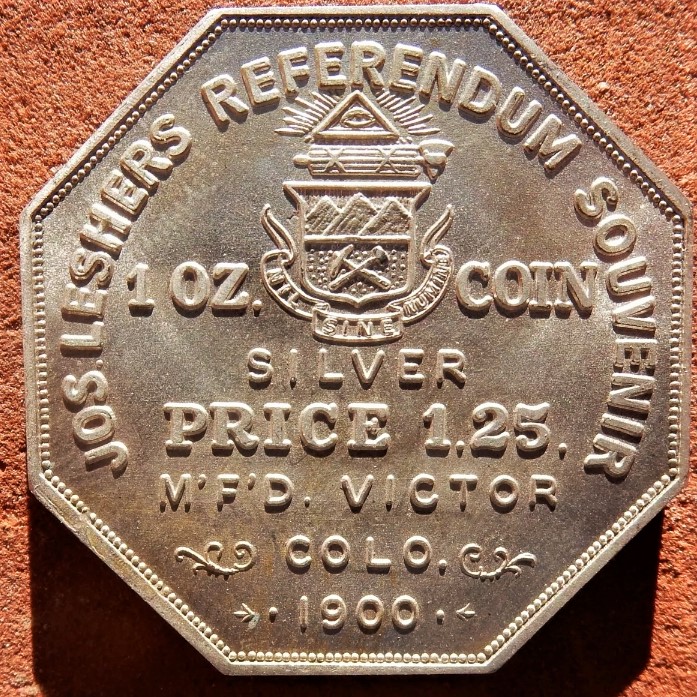 JOS. LESHERS REFERENDUM SOUVENIR
NIL SINE NUMINE
1 OZ. COIN
SILVER
PRICE 1.25.
M'F'D. VICTOR
COLO.
· 1900 ·